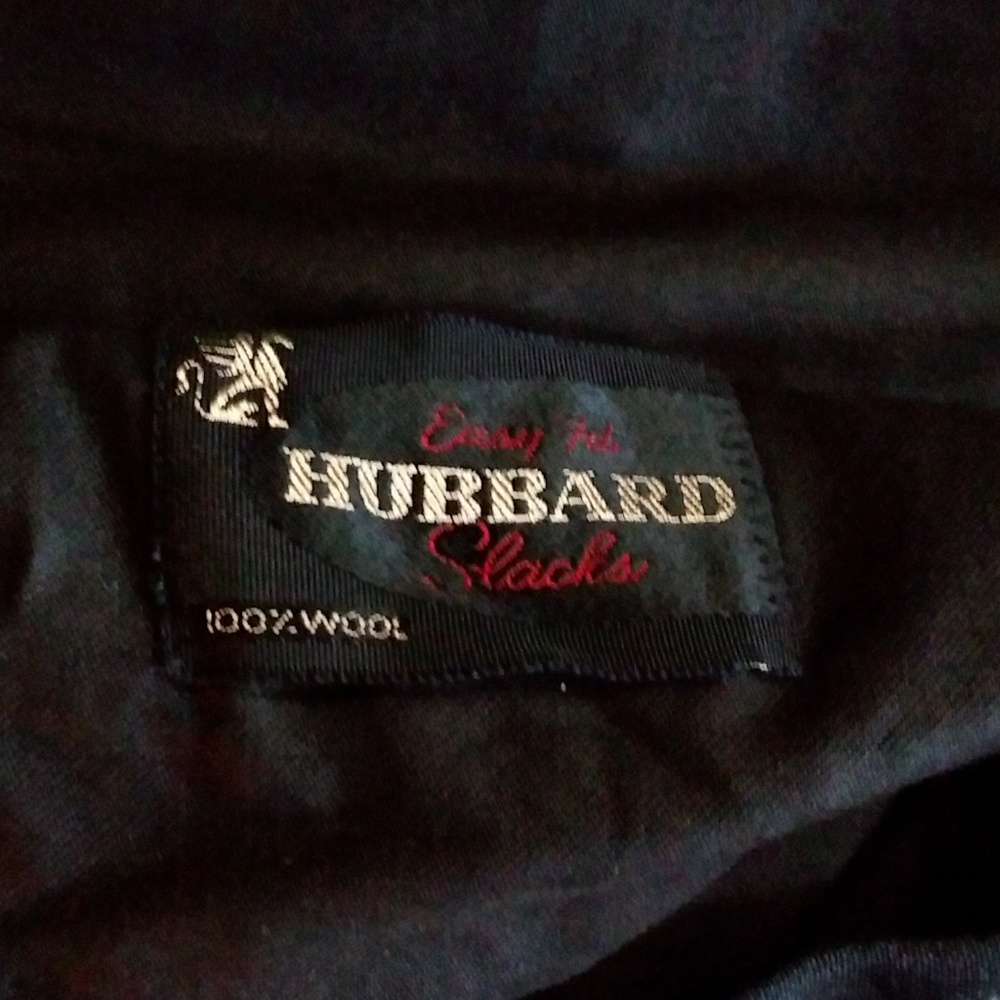 Easy Fit
HUBBARD
Slacks
100% WOOL